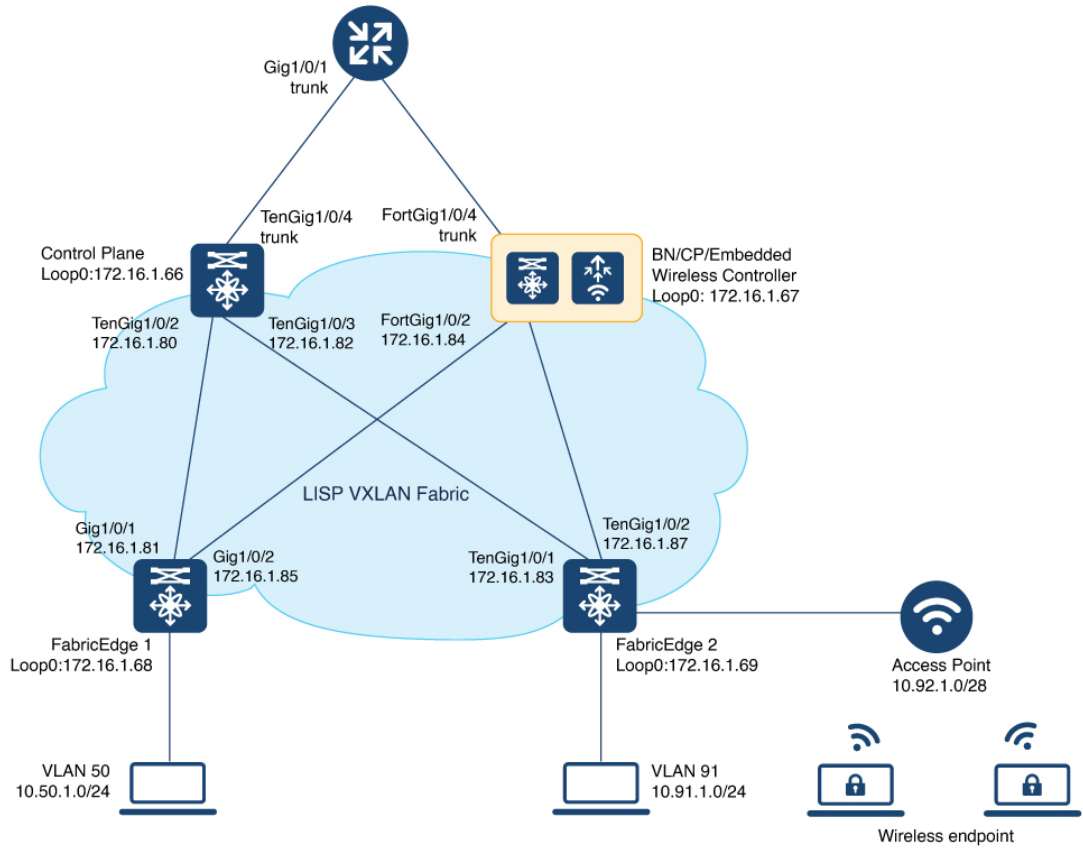 Gig1/0/1
trunk
TenGig1/0/4
trunk
FortGig1/0/4
trunk
Control Plane
Loop0:172.16.1.66
BN/CP/Embedded
Wireless Controller
Loop0: 172.16.1.67
TenGig1/0/2
172.16.1.80
TenGig1/0/3
172.16.1.82
FortGig1/0/2
172.16.1.84
LISP VXLAN Fabric
Gig1/0/1
172.16.1.81
Gig1/0/2
172.16.1.85
TenGig1/0/1
172.16.1.83
TenGig1/0/2
172.16.1.87
FabricEdge 1
Loop0:172.16.1.68
FabricEdge 2
Loop0:172.16.1.69
Access Point
10.92.1.0/28
VLAN 50
10.50.1.0/24
VLAN 91
10.91.1.0/24
Wireless endpoint